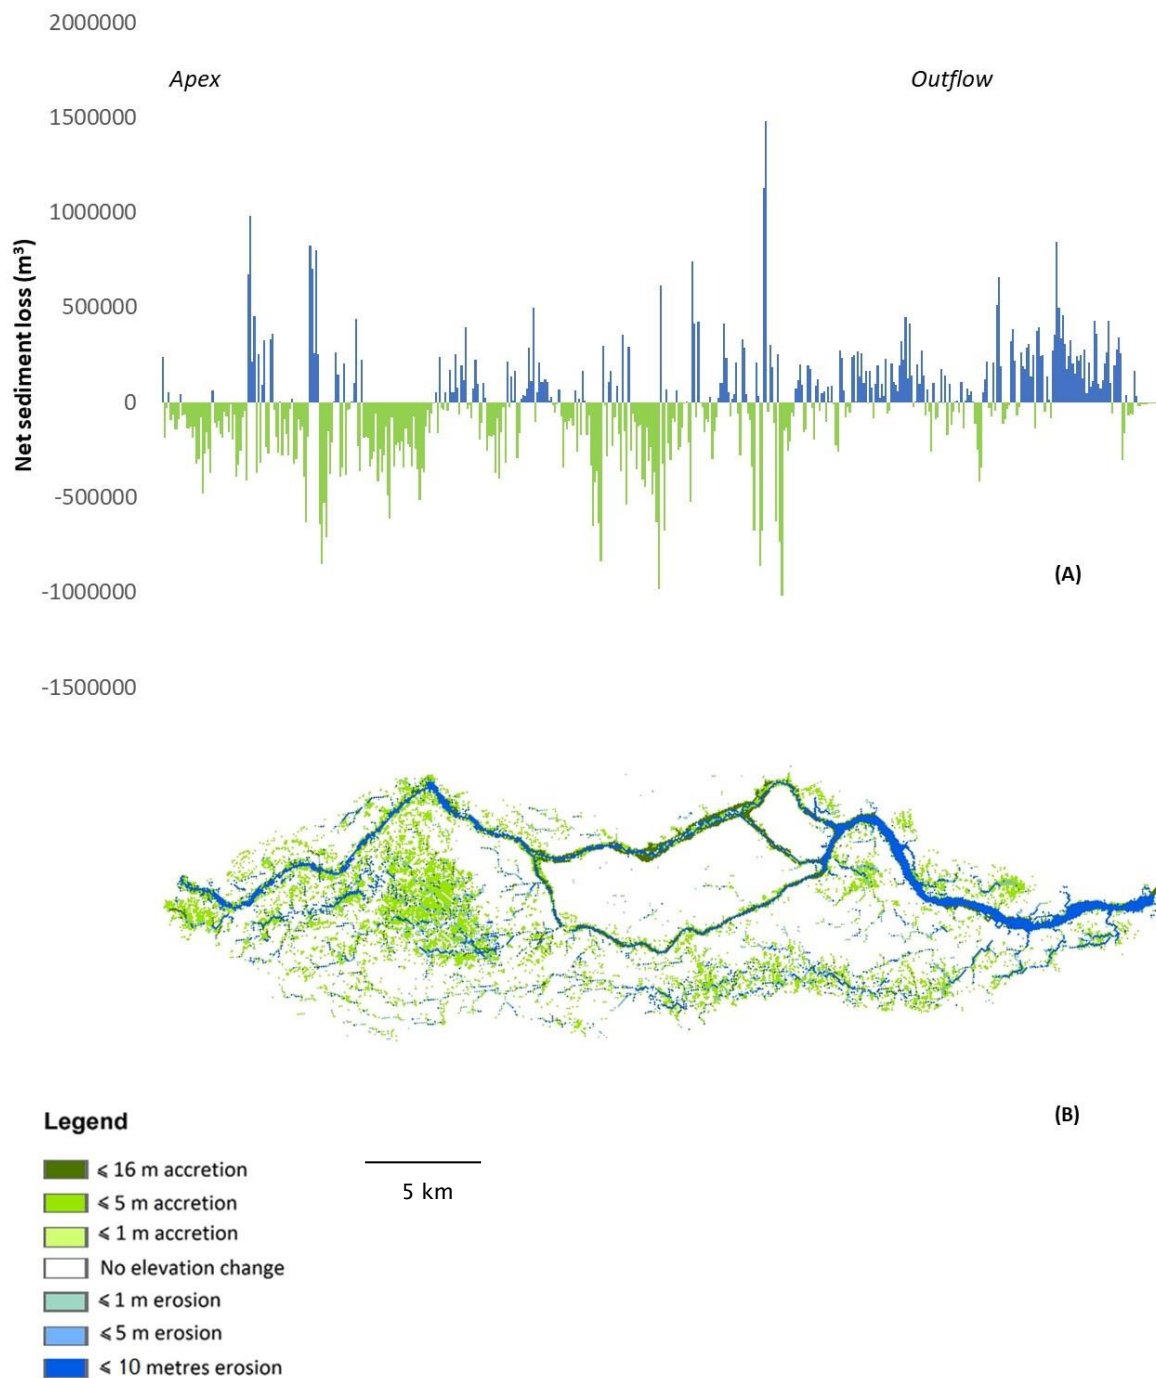 2000000
Apex
Outflow
1500000
1000000
Net sediment loss (m³)
500000
0
-500000
(A)
-1000000
-1500000
(B)
Legend
⩽ 16 m accretion
⩽ 5 m accretion
⩽ 1 m accretion
No elevation change
⩽ 1 m erosion
⩽ 5 m erosion
⩽ 10 metres erosion
5 km